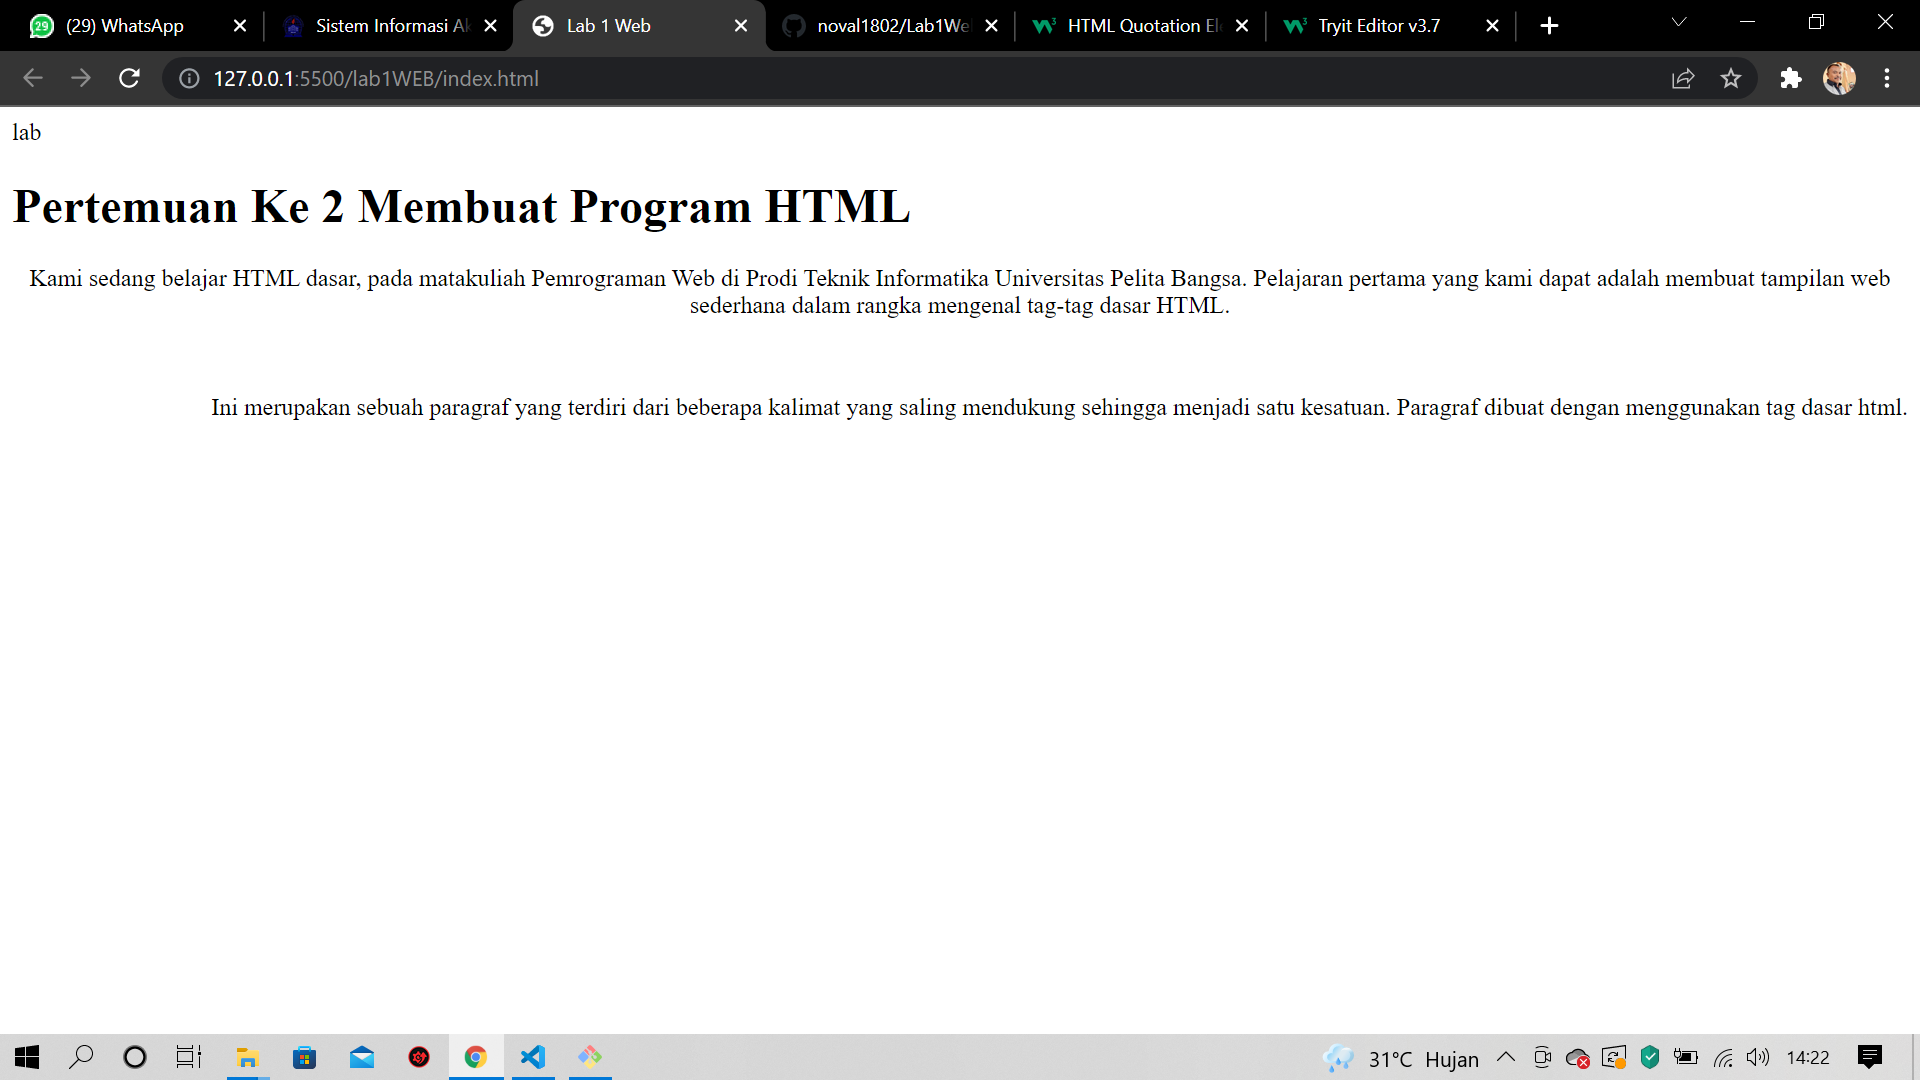 29
(29) WhatsApp
Sistem Informasi Ak
Lab 1 Web
noval1802/Lab1We
HTML Quotation El
Tryit Editor v3.7
127.0.0.1:5500/lab1WEB/index.html
lab
Pertemuan Ke 2 Membuat Program HTML
Kami sedang belajar HTML dasar, pada matakuliah Pemrograman Web di Prodi Teknik Informatika Universitas Pelita Bangsa. Pelajaran pertama yang kami dapat adalah membuat tampilan web
sederhana dalam rangka mengenal tag-tag dasar HTML.
Ini merupakan sebuah paragraf yang terdiri dari beberapa kalimat yang saling mendukung sehingga menjadi satu kesatuan. Paragraf dibuat dengan menggunakan tag dasar html.
31°C Hujan
14:22